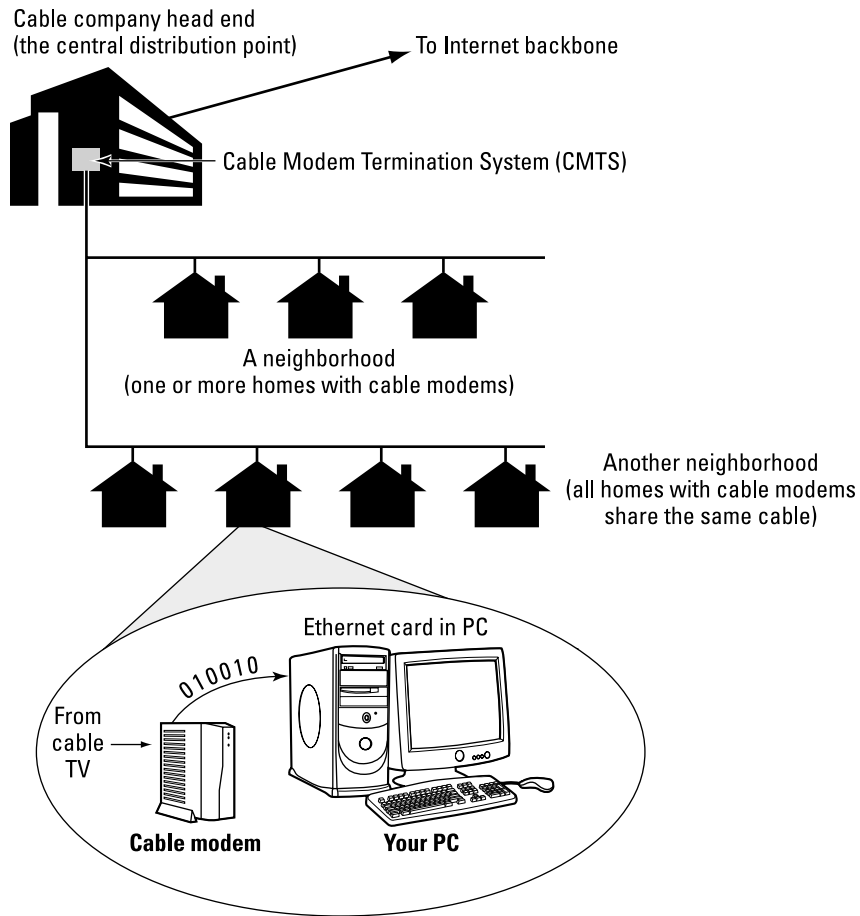 Cable company head end
(the central distribution point)
To Internet backbone
Cable Modem Termination System (CMTS)
A neighborhood
(one or more homes with cable modems)
Another neighborhood
(all homes with cable modems
share the same cable)
Ethernet card in PC
010010
From
cable
TV
Cable modem
Your PC